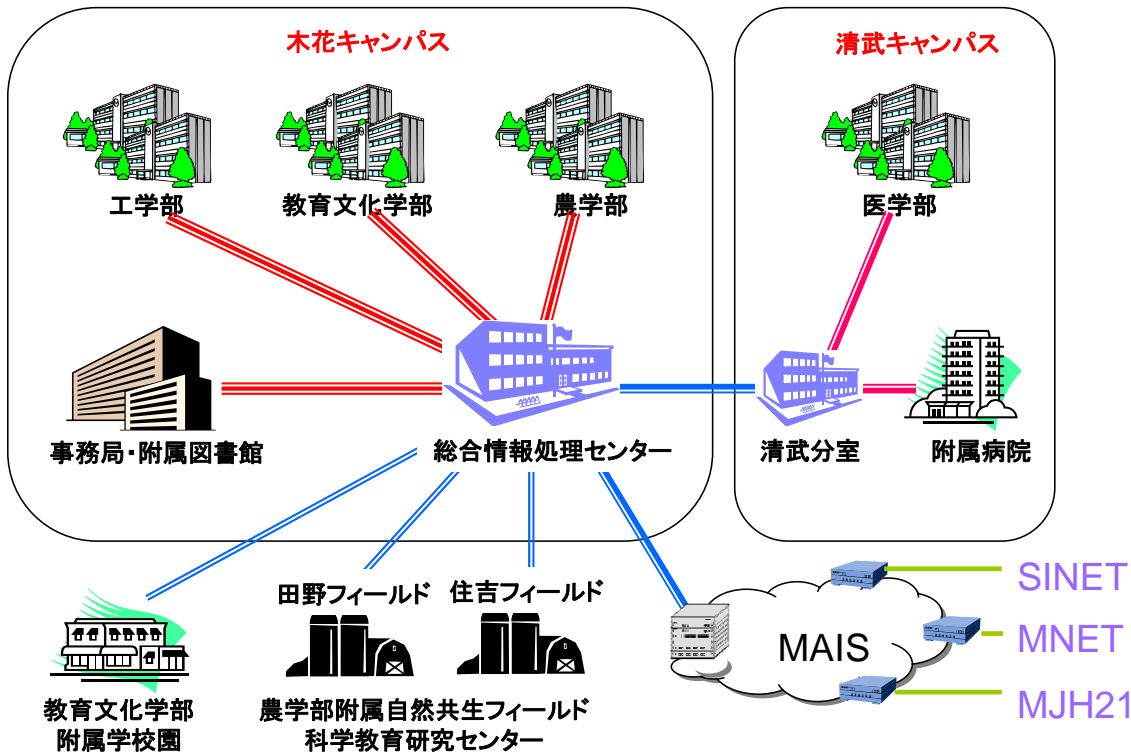 木花キャンパス
清武キャンパス
工学部
教育文化学部
農学部
医学部
事務局・附属図書館
総合情報処理センター
清武分室
附属病院
田野フィールド
住吉フィールド
教育文化学部
附属学校園
農学部附属自然共生フィールド
科学教育研究センター
MAIS
SINET
MNET
MJH21